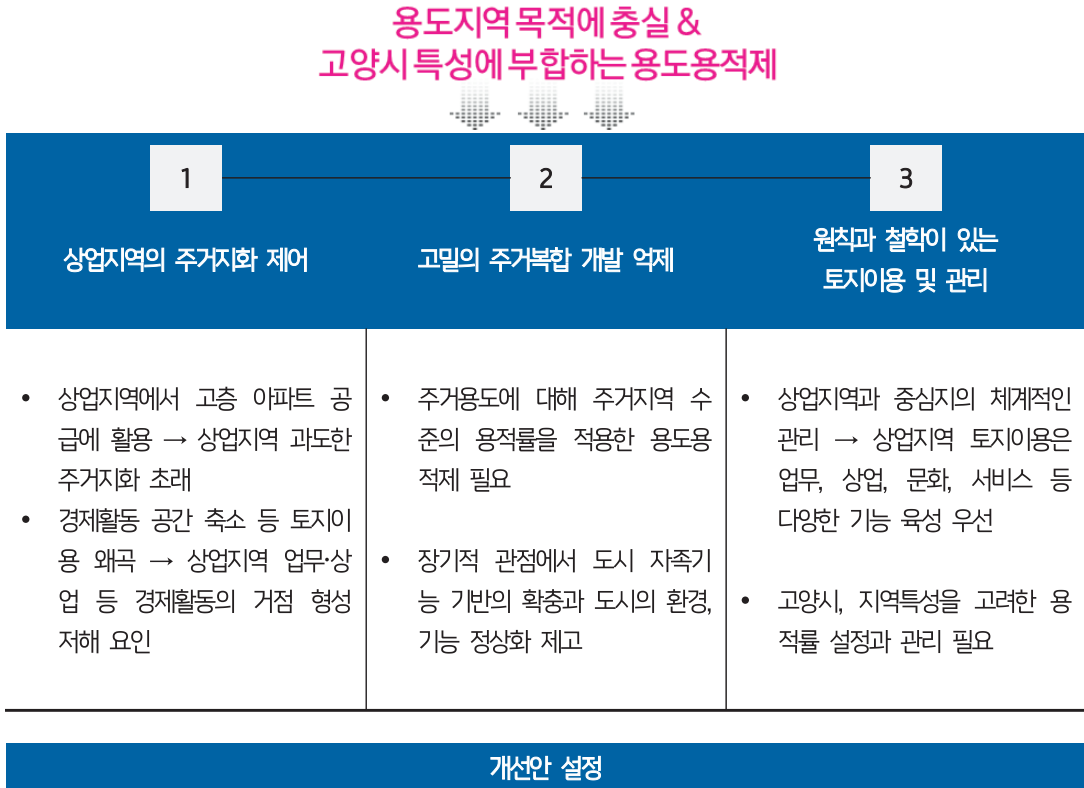 용도지역 목적에 충실 &
고양시 특성에 부합하는 용도용적제
1
상업지역의 주거지화 제어
2
고밀의 주거복합 개발 억제
3
원칙과 철학이 있는
토지이용 및 관리
• 상업지역에서 고층 아파트 공
급에 활용 → 상업지역 과도한
주거지화 초래
• 경제활동 공간 축소 등 토지이
용 왜곡 → 상업지역 업무·상
업 등 경제활동의 거점 형성
저해 요인
• 주거용도에 대해 주거지역 수
준의 용적률을 적용한 용도용
적제 필요
• 장기적 관점에서 도시 자족기
능 기반의 확충과 도시의 환경,
기능 정상화 제고
• 상업지역과 중심지의 체계적인
관리 → 상업지역 토지이용은
업무, 상업, 문화, 서비스 등
다양한 기능 육성 우선
• 고양시, 지역특성을 고려한 용
적률 설정과 관리 필요
개선안 설정